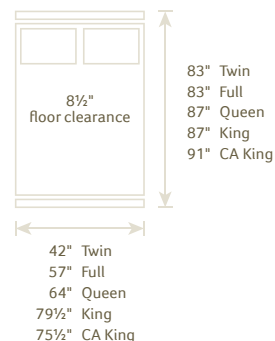 8½"
floor clearance
83" Twin
83" Full
87" Queen
87" King
91" CA King
42" Twin
57" Full
64" Queen
79½" King
75½" CA King